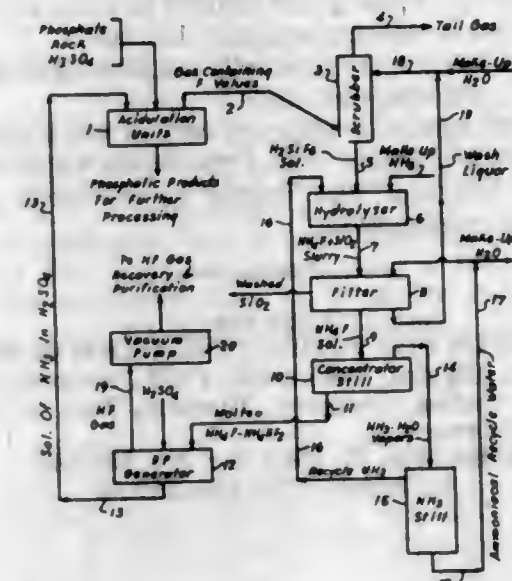 Phosphate
Rock
H₂SO₄
Gas Containing
F Values
2
1
Acidulation
Units
Phosphatic Products
For Further
Processing
4
Tail Gas
3
Scrubber
18
Make-Up
H₂O
18
Wash
Liquor
H₂SiF₆
Sol.
5
Make Up
NH₃
16
Hydrolyser
6
NH₄F+SiO₂
Slurry
7
Make-Up
H₂O
Washed
SiO₂
Filter
8
17
NH₄F
Sol.
9
10
Concentrator
Still
14
11
Molten
NH₄F-NH₄HF₂
NH₃-H₂O
Vapors
Recycle NH₃
16
15
NH₃
Still
Ammoniacal Recycle Water
13
Sol. Of NH₃ In H₂SO₄
To HF Gas
Recovery &
Purification
Vacuum
Pump
20
19
HF
Gas
H₂SO₄
Generator
12
13